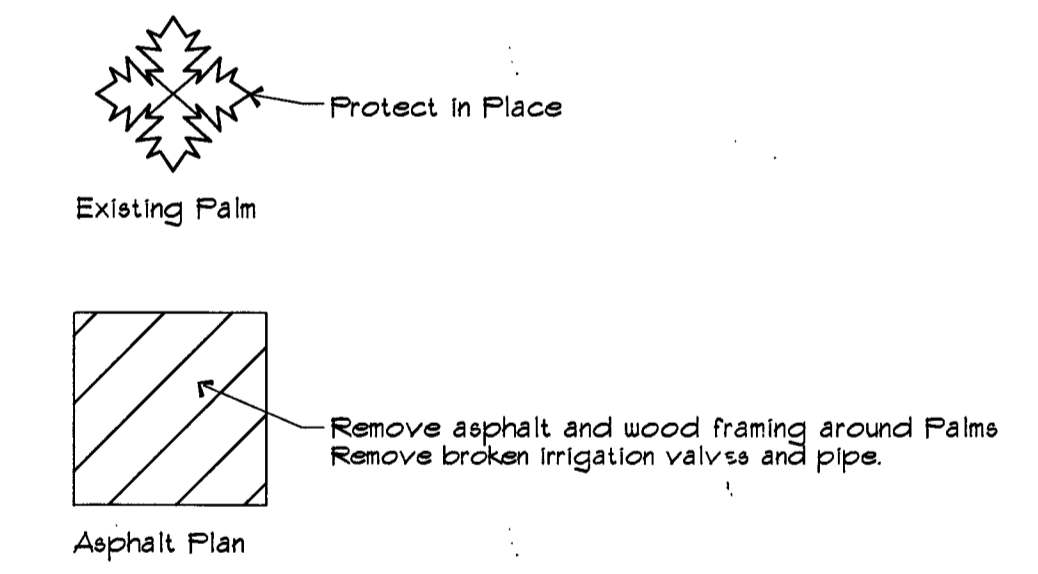 Protect in Place
Existing Palm
Remove asphalt and wood framing around Palms
Remove broken irrigation valves and pipe.
Asphalt Plan